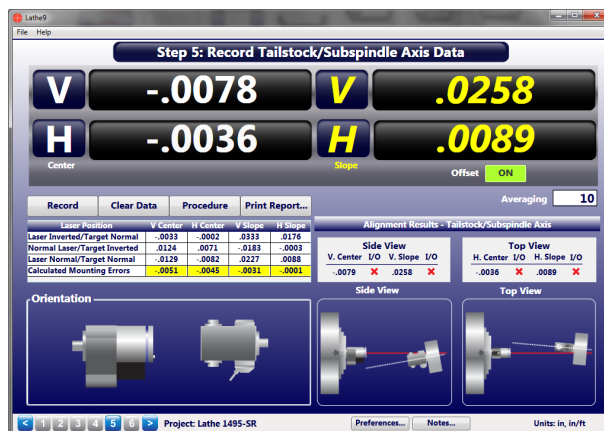 Lathe9
File Help
Step 5: Record Tailstock/Subspindle Axis Data
V -.0078 V .0258
H -.0036 H .0089
Center Slope Offset ON
Record Clear Data Procedure Print Report... Averaging 10
Laser Position V Center H Center V Slope H Slope
Laser Inverted/Target Normal -.0033 -.0002 .0333 .0176
Normal Laser/Target Inverted .0124 .0071 -.0183 -.0003
Laser Normal/Target Normal -.0129 -.0082 .0227 .0088
Calculated Mounting Errors -.0051 -.0045 -.0031 -.0001
Alignment Results - Tailstock/Subspindle Axis
Side View Top View
V. Center I/O V. Slope I/O H. Center I/O H. Slope I/O
-.0079 .0258 -.0036 .0089
Orientation
Side View Top View
< 1 2 3 4 5 6 > Project: Lathe 1495-SR Preferences... Notes... Units: in, in/ft